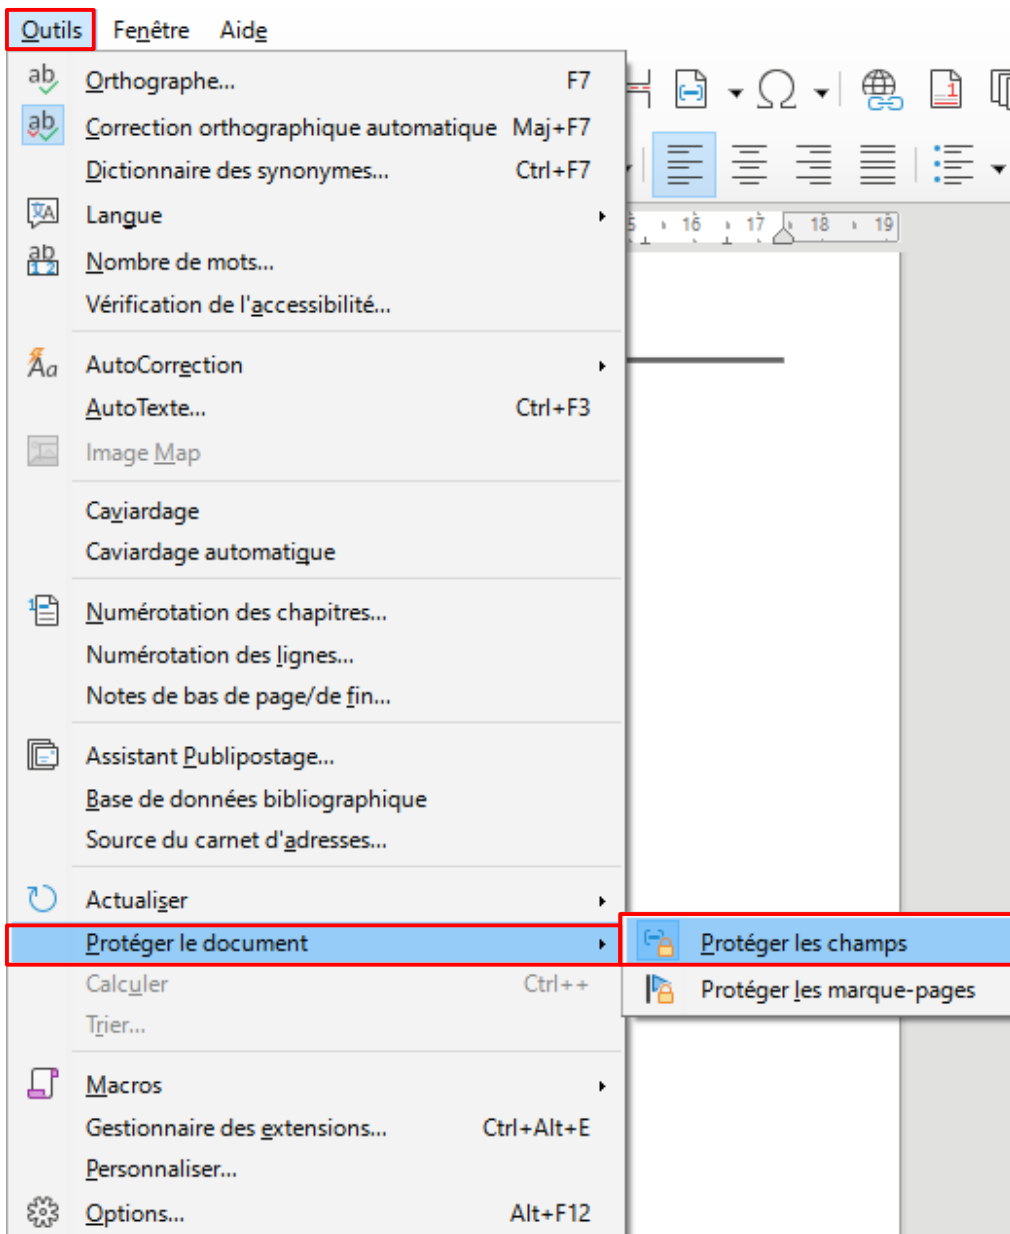 Outils Fenêtre Aide
Orthographe... F7
Correction orthographique automatique Maj+F7
Dictionnaire des synonymes... Ctrl+F7
Langue
16 17 18 19
Nombre de mots...
Vérification de l'accessibilité...
AutoCorrection
AutoTexte... Ctrl+F3
Image Map
Caviardage
Caviardage automatique
Numérotation des chapitres...
Numérotation des lignes...
Notes de bas de page/de fin...
Assistant Publipostage...
Base de données bibliographique
Source du carnet d'adresses...
Actualiser
Protéger le document
Protéger les champs
Calculer Ctrl++
Protéger les marque-pages
Trier...
Macros
Gestionnaire des extensions... Ctrl+Alt+E
Personnaliser...
Options... Alt+F12